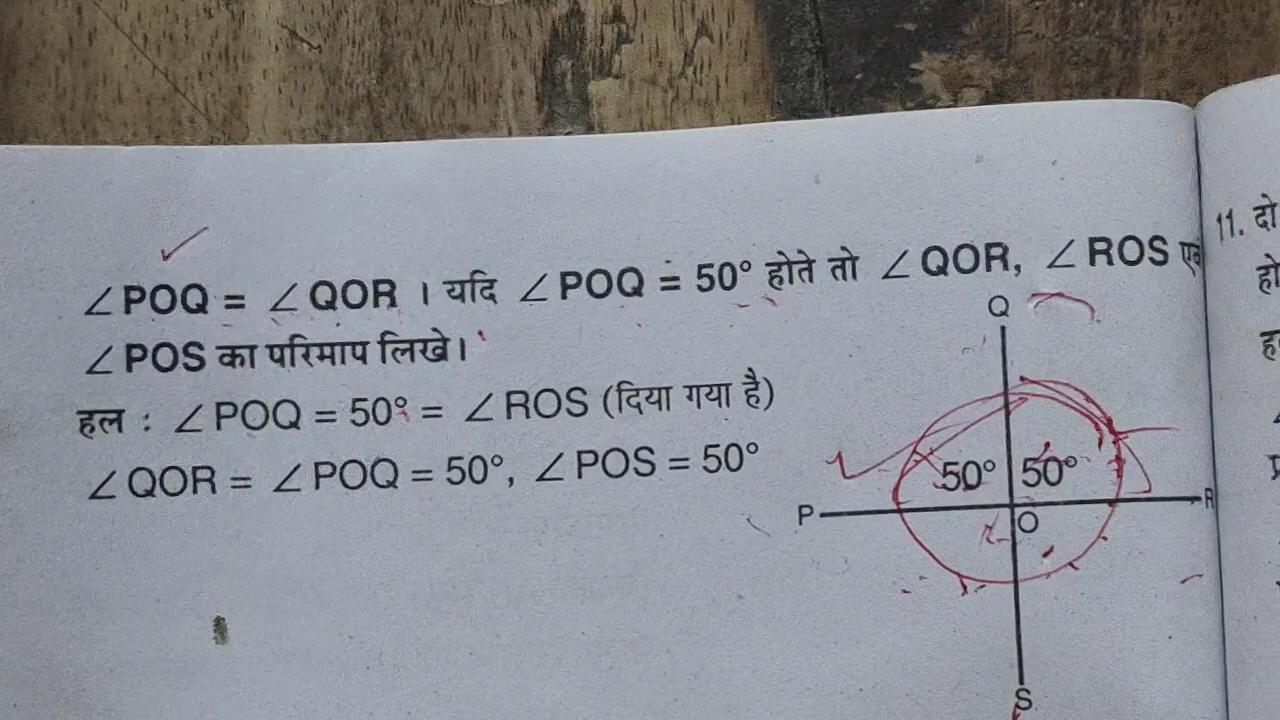 ∠POQ = ∠QOR । यदि ∠POQ = 50° होते तो ∠QOR, ∠ROS एवं
∠POS का परिमाप लिखे।
हल : ∠POQ = 50° = ∠ROS (दिया गया है)
∠QOR = ∠POQ = 50°, ∠POS = 50°
Q
50° 50°
P
R
O
S
11. दो
हो